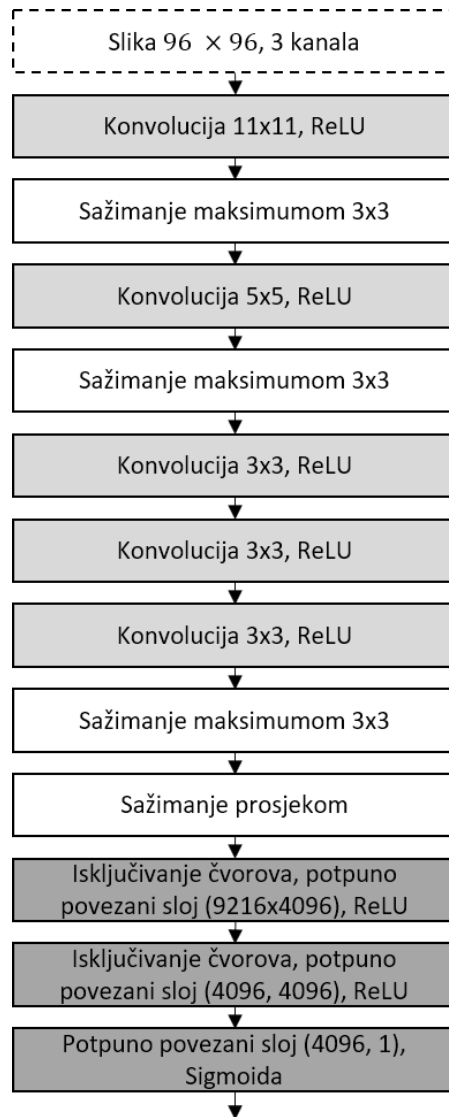 Slika 96 × 96, 3 kanala
Konvolucija 11x11, ReLU
Sažimanje maksimumom 3x3
Konvolucija 5x5, ReLU
Sažimanje maksimumom 3x3
Konvolucija 3x3, ReLU
Konvolucija 3x3, ReLU
Konvolucija 3x3, ReLU
Sažimanje maksimumom 3x3
Sažimanje prosjekom
Isključivanje čvorova, potpuno
povezani sloj (9216x4096), ReLU
Isključivanje čvorova, potpuno
povezani sloj (4096, 4096), ReLU
Potpuno povezani sloj (4096, 1),
Sigmoida